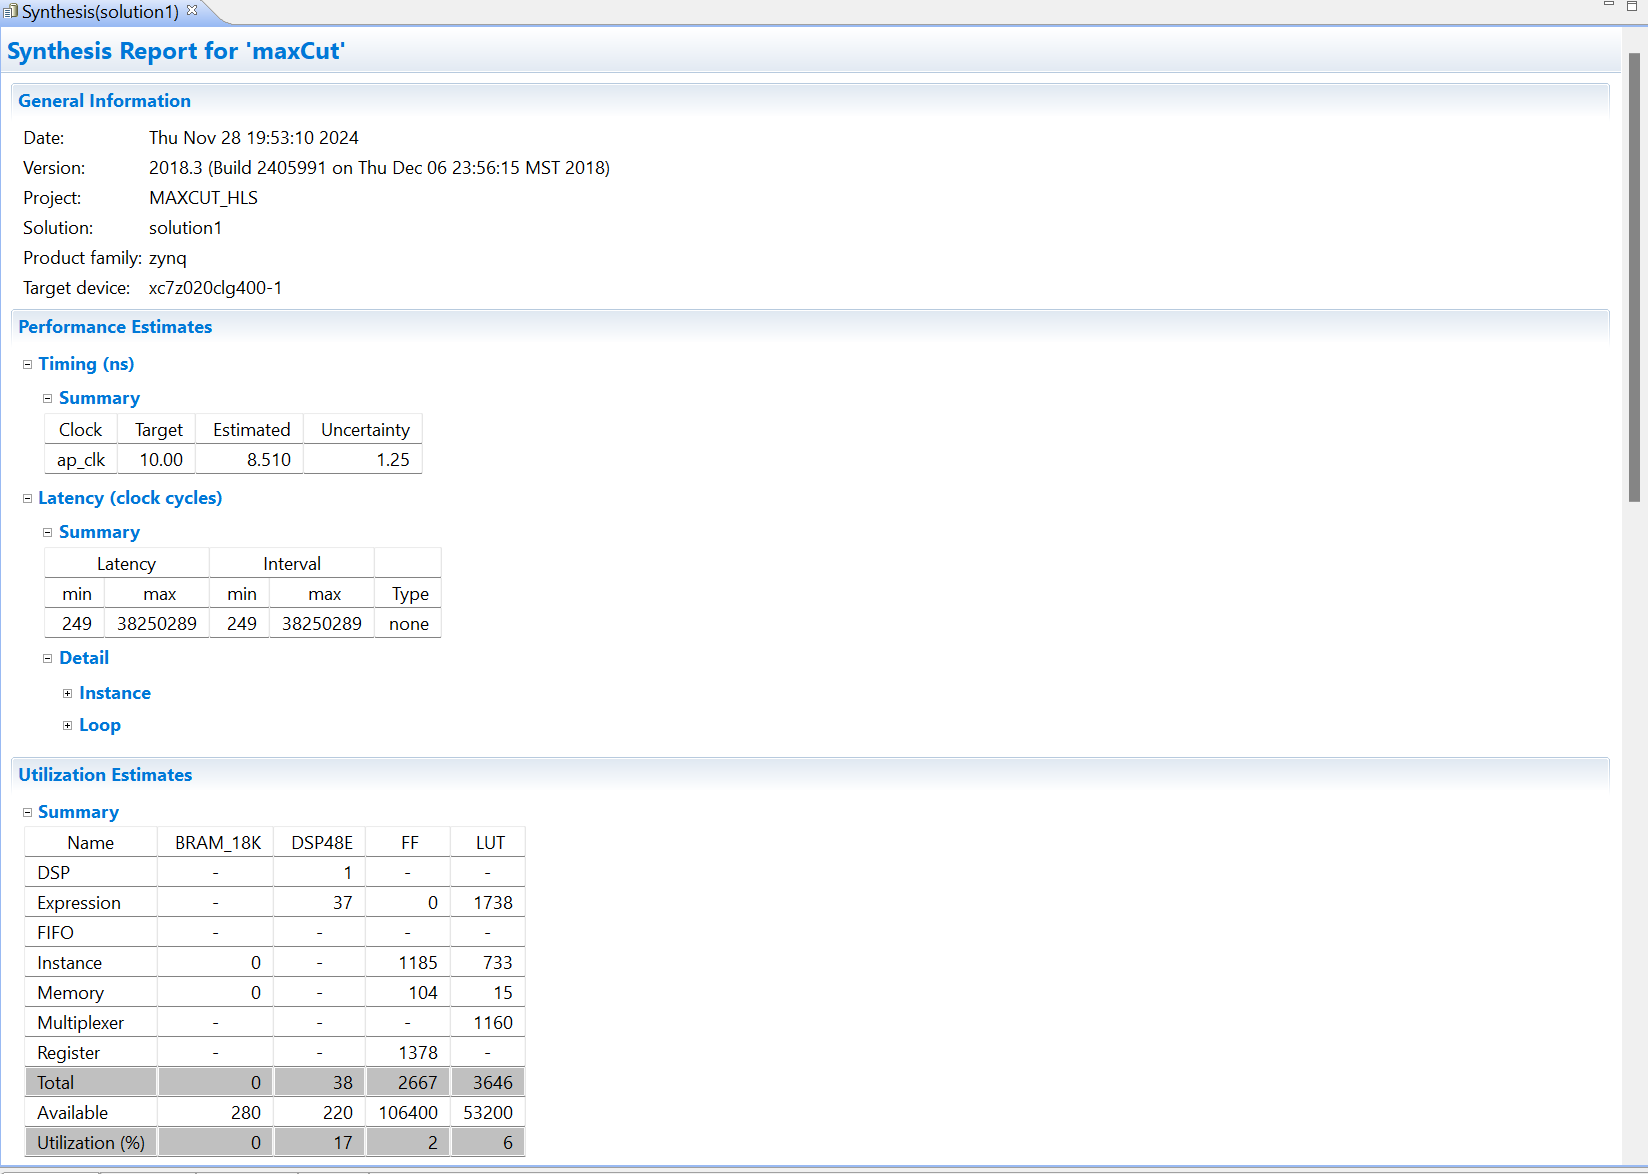 Synthesis(solution1)
Synthesis Report for 'maxCut'
General Information
Date: Thu Nov 28 19:53:10 2024
Version: 2018.3 (Build 2405991 on Thu Dec 06 23:56:15 MST 2018)
Project: MAXCUT_HLS
Solution: solution1
Product family: zynq
Target device: xc7z020clg400-1
Performance Estimates
Timing (ns)
Summary
Clock Target Estimated Uncertainty
ap_clk 10.00 8.510 1.25
Latency (clock cycles)
Summary
Latency Interval
min max min max Type
249 38250289 249 38250289 none
Detail
Instance
Loop
Utilization Estimates
Summary
Name BRAM_18K DSP48E FF LUT
DSP - 1 - -
Expression - 37 0 1738
FIFO - - - -
Instance 0 - 1185 733
Memory 0 - 104 15
Multiplexer - - - 1160
Register - - 1378 -
Total 0 38 2667 3646
Available 280 220 106400 53200
Utilization (%) 0 17 2 6